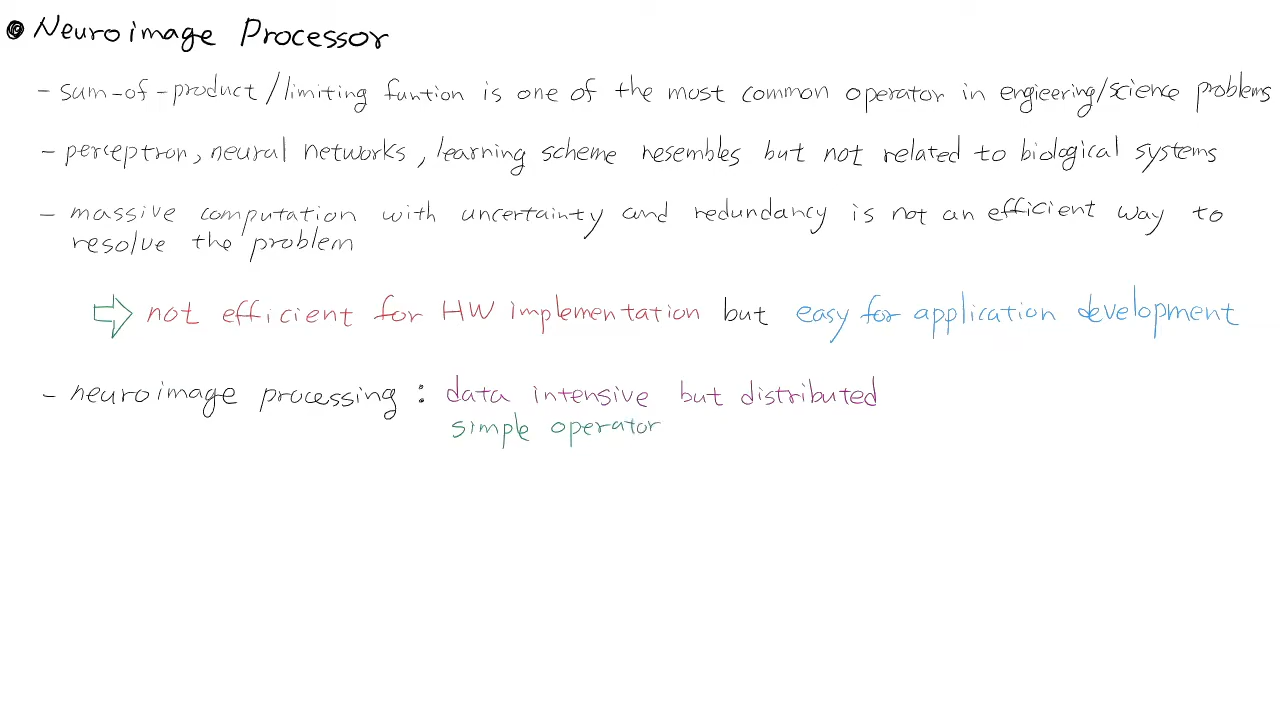 Neuroimage Processor
- sum-of-product/limiting funtion is one of the most common operator in engieering/science problems
- perceptron, neural networks, learning scheme resembles but not related to biological systems
- massive computation with uncertainty and redundancy is not an efficient way to
resolve the problem
⇨ not efficient for HW implementation but easy for application development
- neuroimage processing : data intensive but distributed
simple operator